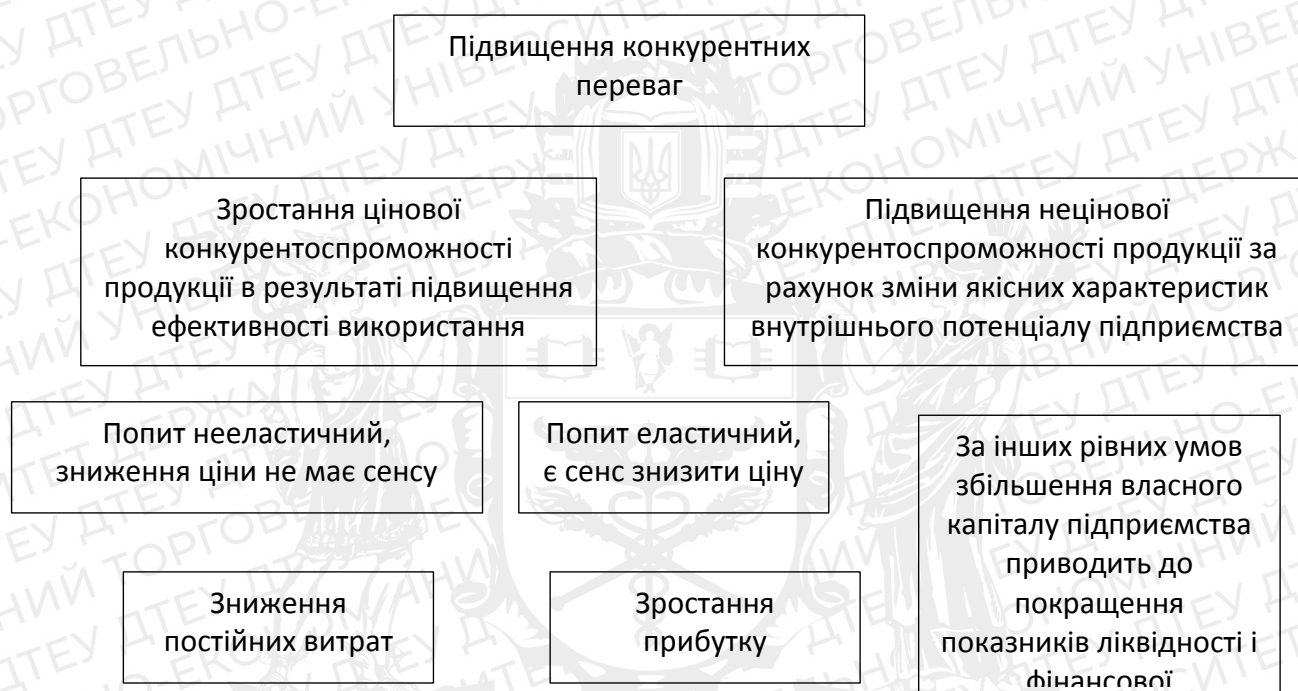 Підвищення конкурентних
переваг
Зростання цінової
конкурентоспроможності
продукції в результаті підвищення
ефективності використання
Підвищення нецінової
конкурентоспроможності продукції за
рахунок зміни якісних характеристик
внутрішнього потенціалу підприємства
Попит нееластичний,
зниження ціни не має сенсу
Попит еластичний,
є сенс знизити ціну
За інших рівних умов
збільшення власного
капіталу підприємства
приводить до
покращення
показників ліквідності і
фінансової
Зниження
постійних витрат
Зростання
прибутку